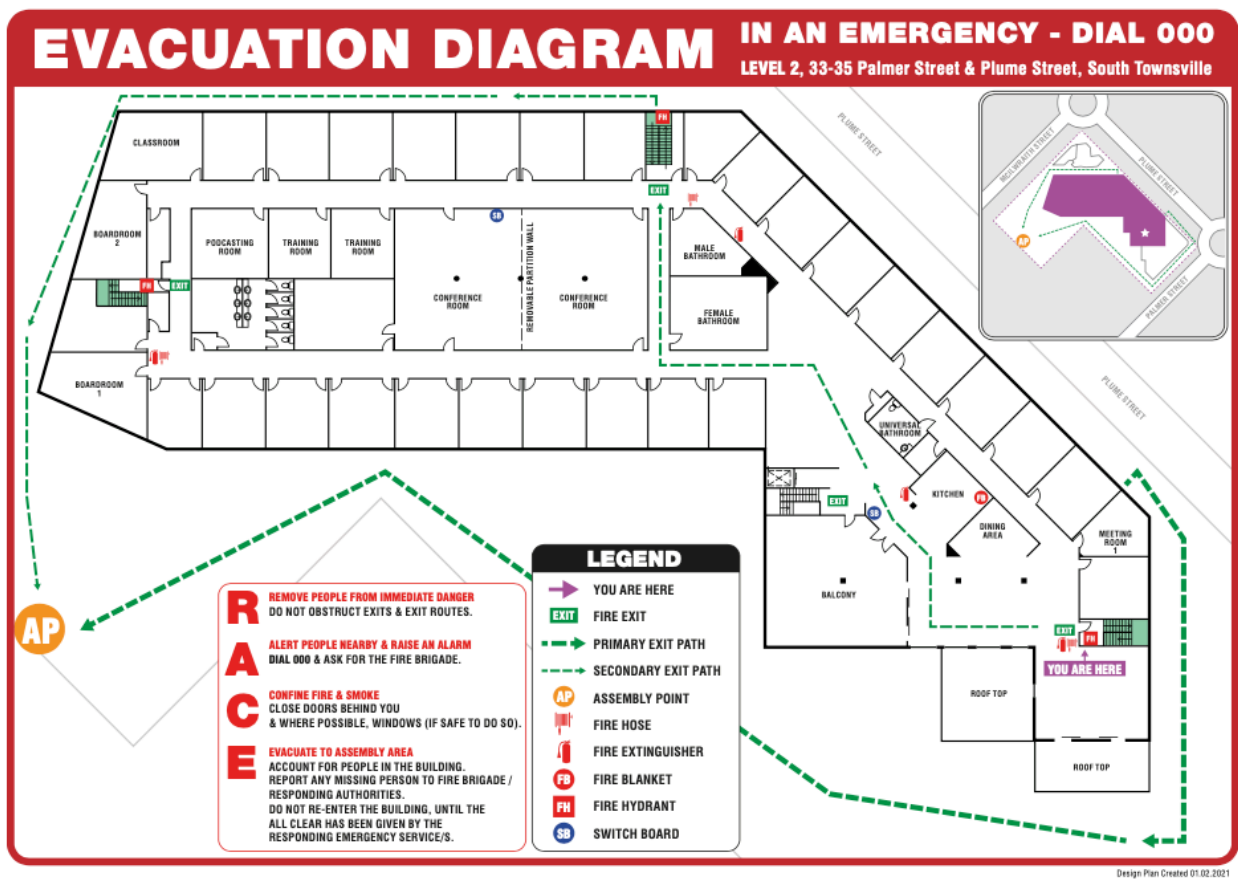 EVACUATION DIAGRAM
IN AN EMERGENCY - DIAL 000
LEVEL 2, 33-35 Palmer Street & Plume Street, South Townsville
PLUME STREET
MCILWRAITH STREET
PLUME STREET
AP
PALMER STREET
PLUME STREET
CLASSROOM
FH
EXIT
BOARDROOM
2
PODCASTING
ROOM
TRAINING
ROOM
TRAINING
ROOM
SB
REMOVABLE PARTITION WALL
MALE
BATHROOM
FH
EXIT
CONFERENCE
ROOM
CONFERENCE
ROOM
FEMALE
BATHROOM
BOARDROOM
1
UNIVERSAL
BATHROOM
EXIT
SB
KITCHEN
FB
DINING
AREA
MEETING
ROOM
1
BALCONY
EXIT
FH
YOU ARE HERE
ROOF TOP
ROOF TOP
AP
R
REMOVE PEOPLE FROM IMMEDIATE DANGER
DO NOT OBSTRUCT EXITS & EXIT ROUTES.
A
ALERT PEOPLE NEARBY & RAISE AN ALARM
DIAL 000 & ASK FOR THE FIRE BRIGADE.
C
CONFINE FIRE & SMOKE
CLOSE DOORS BEHIND YOU
& WHERE POSSIBLE, WINDOWS (IF SAFE TO DO SO).
E
EVACUATE TO ASSEMBLY AREA
ACCOUNT FOR PEOPLE IN THE BUILDING.
REPORT ANY MISSING PERSON TO FIRE BRIGADE /
RESPONDING AUTHORITIES.
DO NOT RE-ENTER THE BUILDING, UNTIL THE
ALL CLEAR HAS BEEN GIVEN BY THE
RESPONDING EMERGENCY SERVICE/S.
LEGEND
YOU ARE HERE
EXIT FIRE EXIT
PRIMARY EXIT PATH
SECONDARY EXIT PATH
AP ASSEMBLY POINT
FIRE HOSE
FIRE EXTINGUISHER
FB FIRE BLANKET
FH FIRE HYDRANT
SB SWITCH BOARD
Design Plan Created 01.02.2021